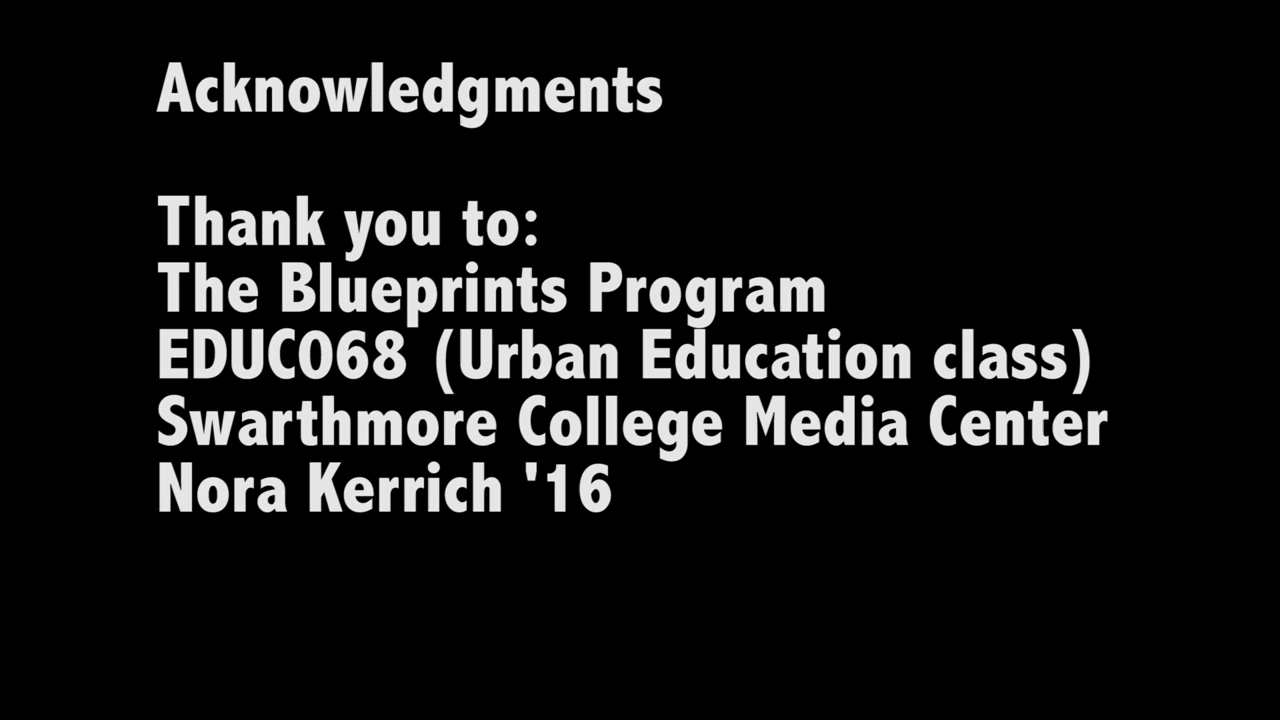 Acknowledgments
Thank you to:
The Blueprints Program
EDUC068 (Urban Education class)
Swarthmore College Media Center
Nora Kerrich '16